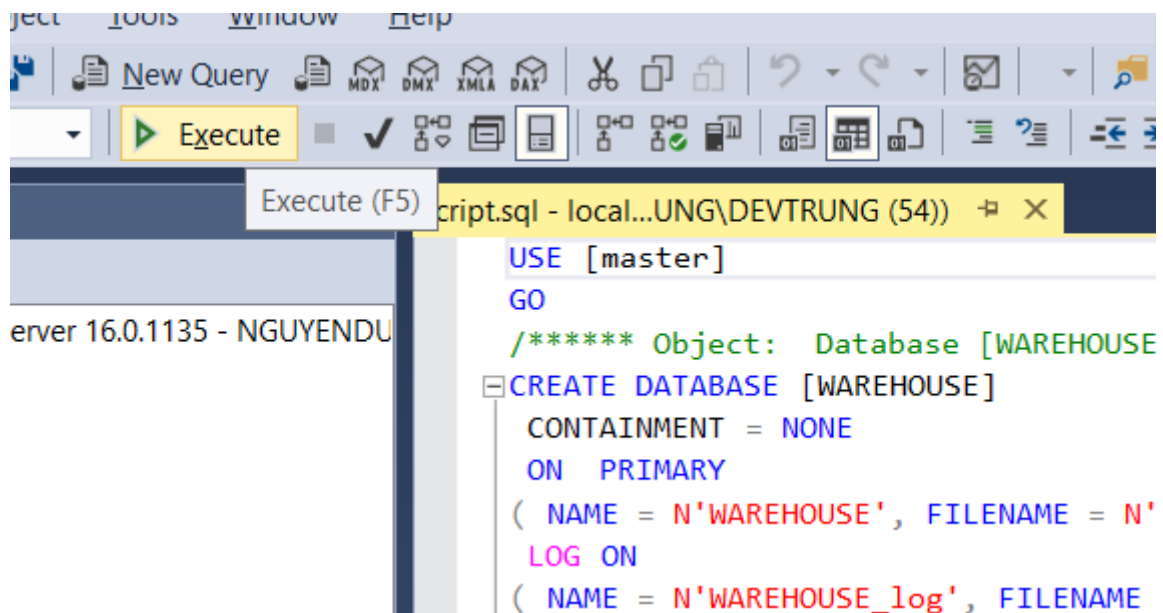 Tools Window Help
New Query MDX DMX XMLA DAX
Execute
Execute (F5)
cript.sql - local...UNG\DEVTRUNG (54))
erver 16.0.1135 - NGUYENDU
USE [master]
GO
/****** Object:  Database [WAREHOUSE
CREATE DATABASE [WAREHOUSE]
CONTAINMENT = NONE
ON  PRIMARY
( NAME = N'WAREHOUSE', FILENAME = N'
LOG ON
( NAME = N'WAREHOUSE_log', FILENAME